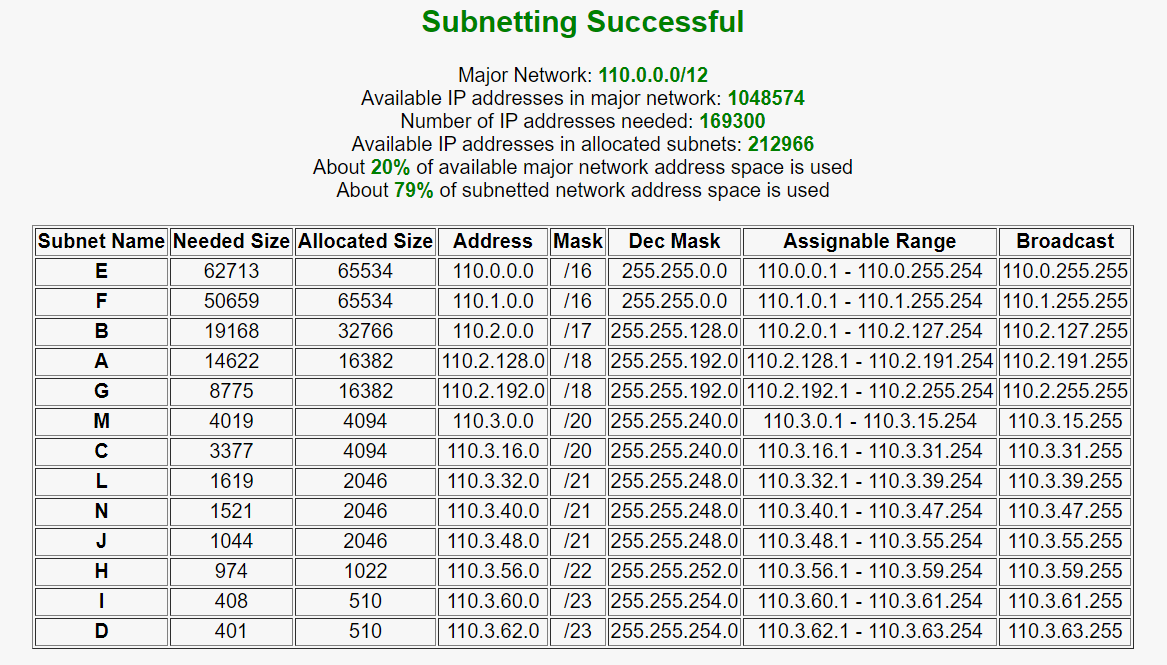 Subnetting Successful
Major Network: 110.0.0.0/12
Available IP addresses in major network: 1048574
Number of IP addresses needed: 169300
Available IP addresses in allocated subnets: 212966
About 20% of available major network address space is used
About 79% of subnetted network address space is used
Subnet Name Needed Size Allocated Size Address Mask Dec Mask Assignable Range Broadcast
E 62713 65534 110.0.0.0 /16 255.255.0.0 110.0.0.1 - 110.0.255.254 110.0.255.255
F 50659 65534 110.1.0.0 /16 255.255.0.0 110.1.0.1 - 110.1.255.254 110.1.255.255
B 19168 32766 110.2.0.0 /17 255.255.128.0 110.2.0.1 - 110.2.127.254 110.2.127.255
A 14622 16382 110.2.128.0 /18 255.255.192.0 110.2.128.1 - 110.2.191.254 110.2.191.255
G 8775 16382 110.2.192.0 /18 255.255.192.0 110.2.192.1 - 110.2.255.254 110.2.255.255
M 4019 4094 110.3.0.0 /20 255.255.240.0 110.3.0.1 - 110.3.15.254 110.3.15.255
C 3377 4094 110.3.16.0 /20 255.255.240.0 110.3.16.1 - 110.3.31.254 110.3.31.255
L 1619 2046 110.3.32.0 /21 255.255.248.0 110.3.32.1 - 110.3.39.254 110.3.39.255
N 1521 2046 110.3.40.0 /21 255.255.248.0 110.3.40.1 - 110.3.47.254 110.3.47.255
J 1044 2046 110.3.48.0 /21 255.255.248.0 110.3.48.1 - 110.3.55.254 110.3.55.255
H 974 1022 110.3.56.0 /22 255.255.252.0 110.3.56.1 - 110.3.59.254 110.3.59.255
I 408 510 110.3.60.0 /23 255.255.254.0 110.3.60.1 - 110.3.61.254 110.3.61.255
D 401 510 110.3.62.0 /23 255.255.254.0 110.3.62.1 - 110.3.63.254 110.3.63.255